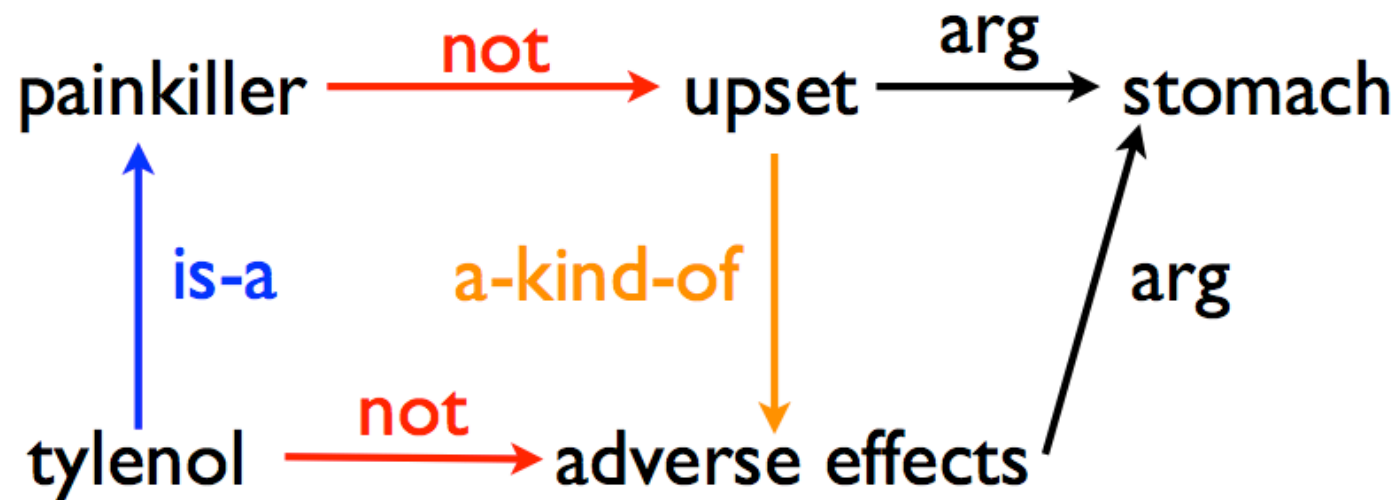 painkiller not upset arg stomach
is-a a-kind-of arg
tylenol not adverse effects